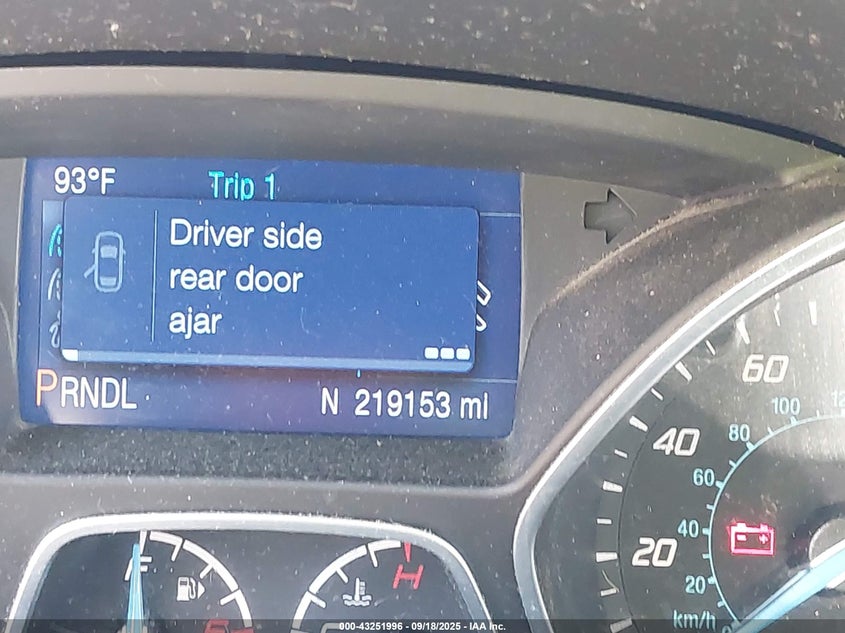 93°F Trip 1
Driver side
rear door
ajar
PRNDL N 219153 mi
60
40
20
100
80
60
40
20
km/h
H
000-43251996 - 09/18/2025 - IAA Inc.